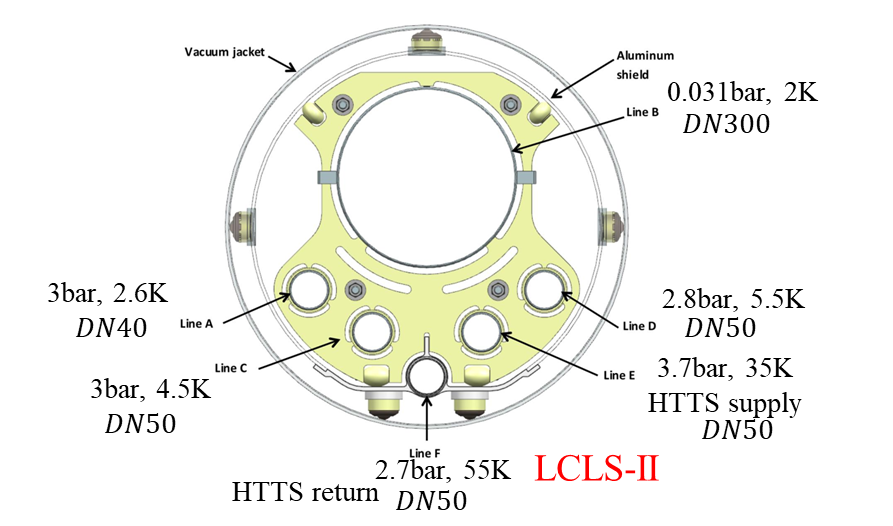 Vacuum jacket
Aluminum
shield
0.031bar, 2K
Line B
DN300
3bar, 2.6K
DN40
Line A
2.8bar, 5.5K
Line D
DN50
Line C
3bar, 4.5K
DN50
Line E
3.7bar, 35K
HTTS supply
DN50
Line F
2.7bar, 55K
HTTS return
DN50
LCLS-II